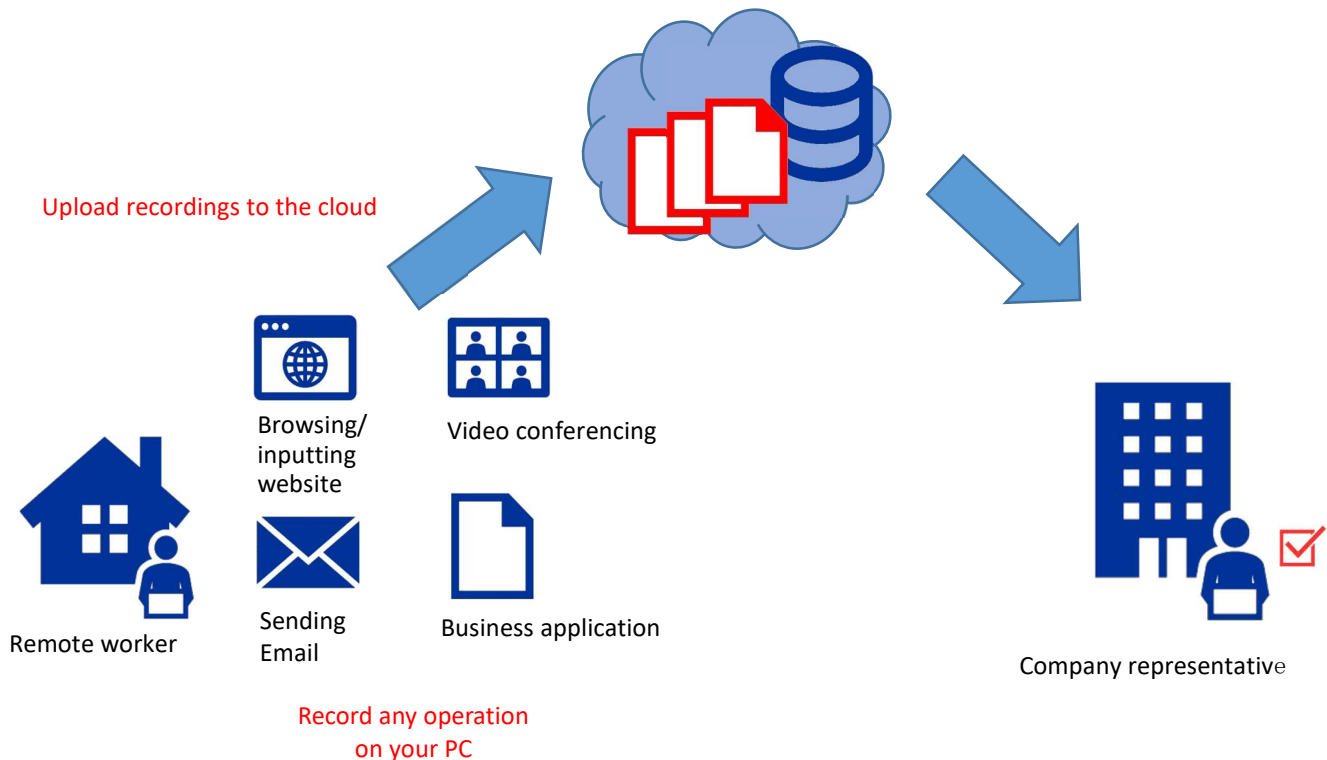 Upload recordings to the cloud
Browsing/
inputting
website
Video conferencing
Remote worker
Sending
Email
Business application
Company representative
Record any operation
on your PC